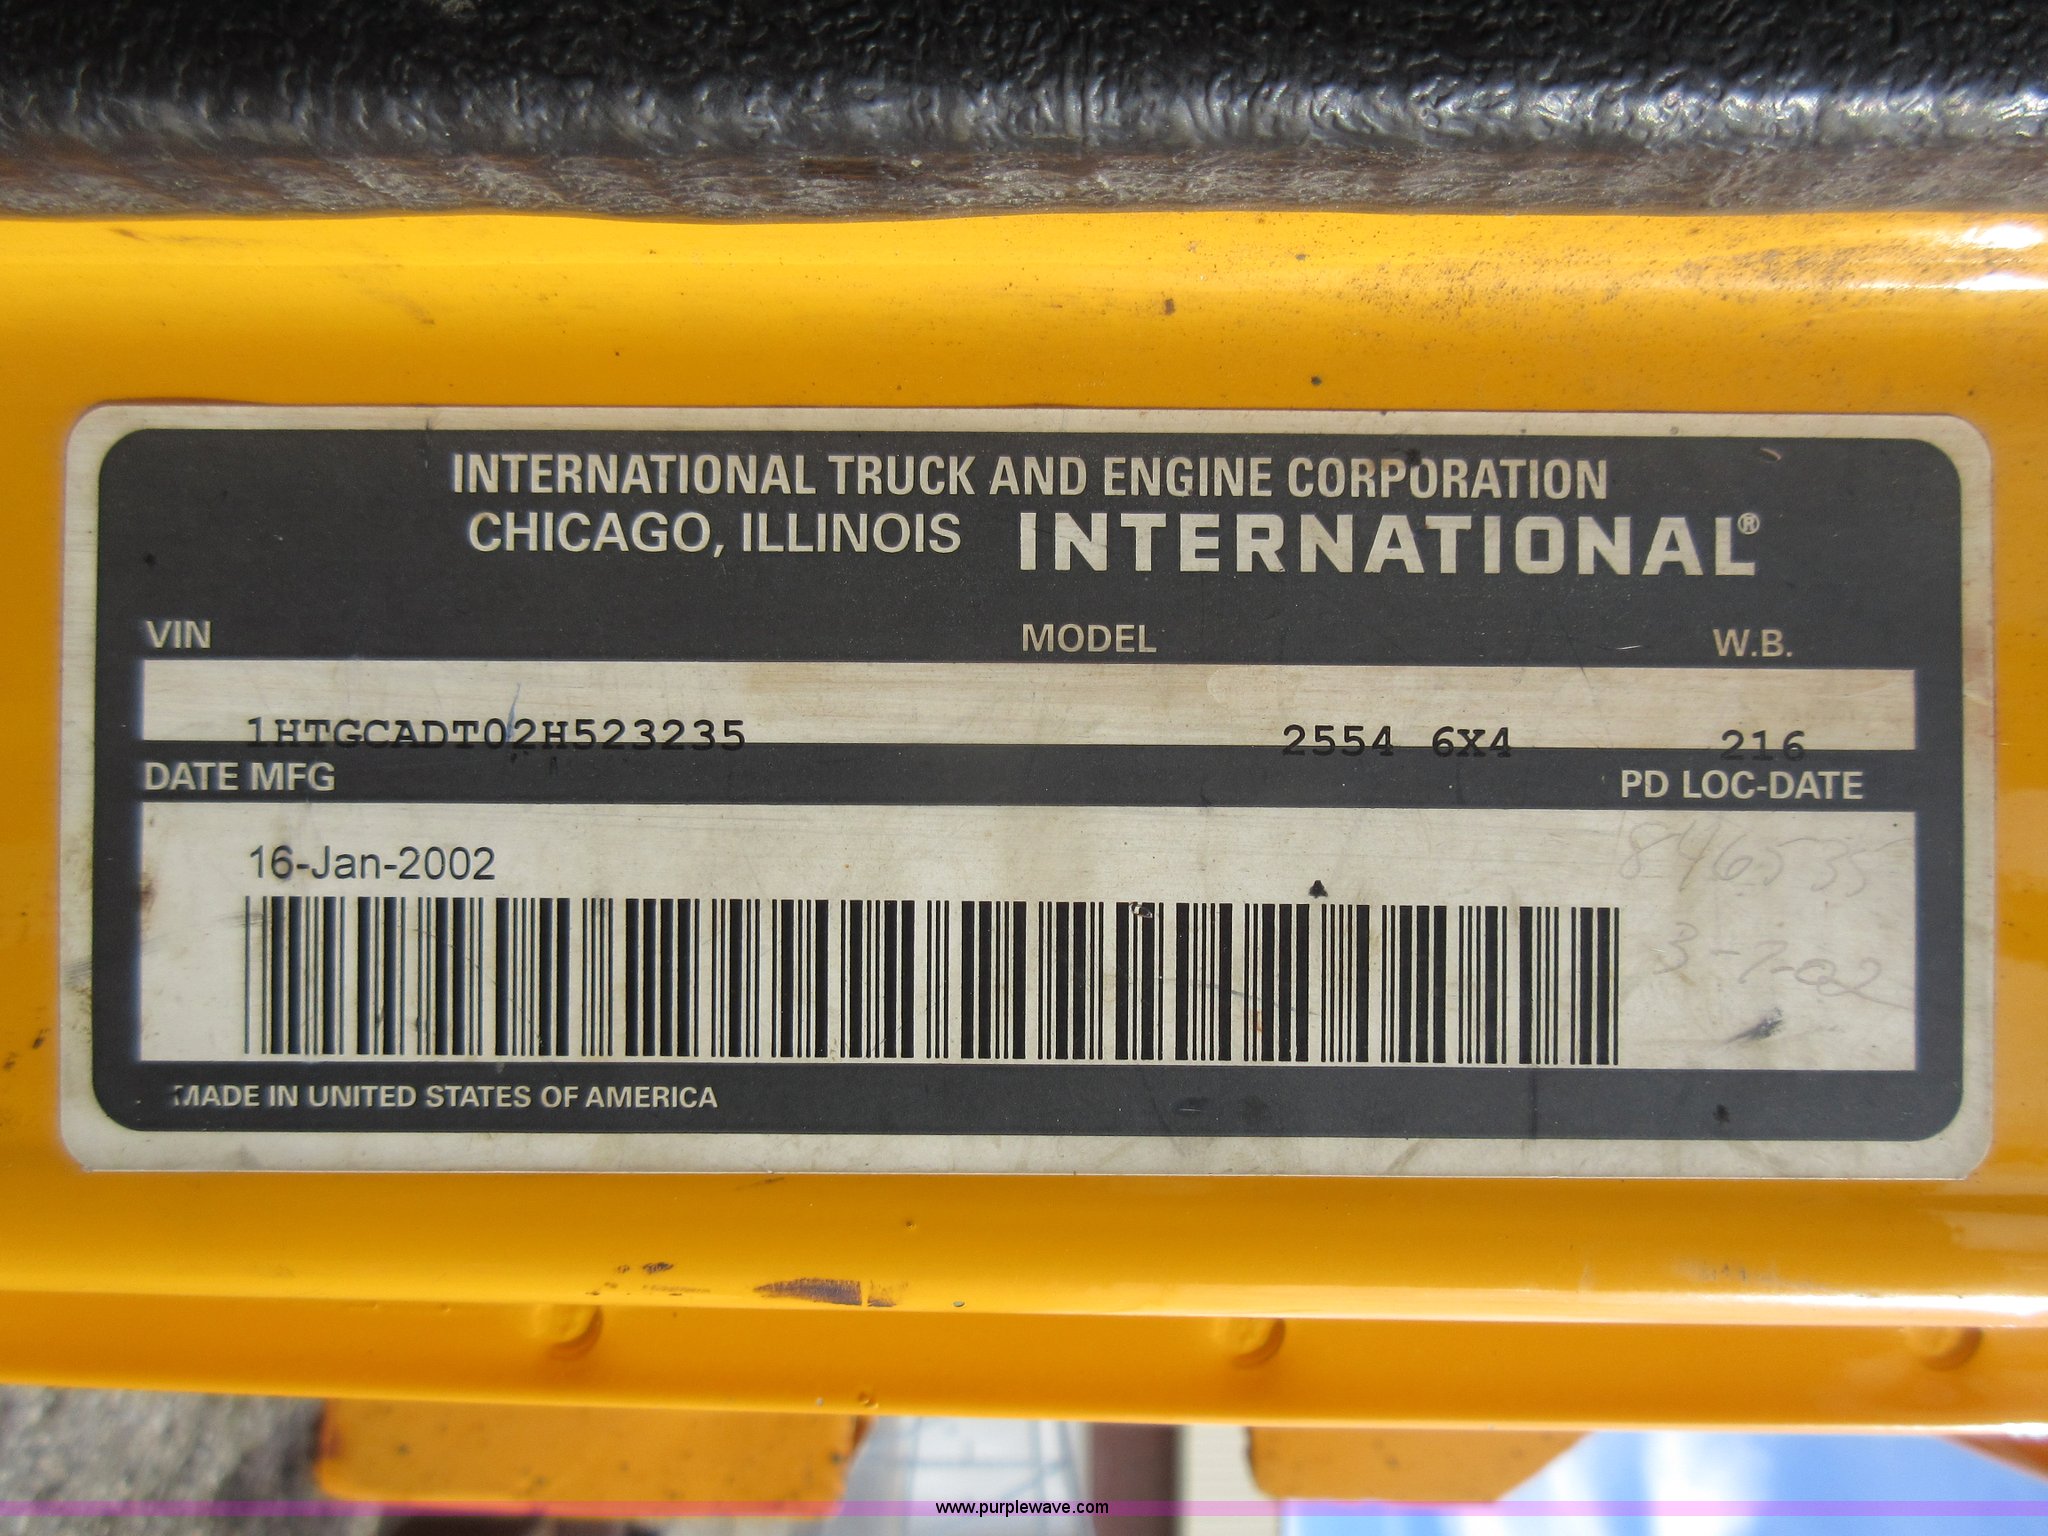 INTERNATIONAL TRUCK AND ENGINE CORPORATION
CHICAGO, ILLINOIS INTERNATIONAL®
VIN MODEL W.B.
1HTGCADT02H523235 2554 6X4 216
DATE MFG PD LOC-DATE
16-Jan-2002
846535
3-7-02
MADE IN UNITED STATES OF AMERICA
www.purplewave.com